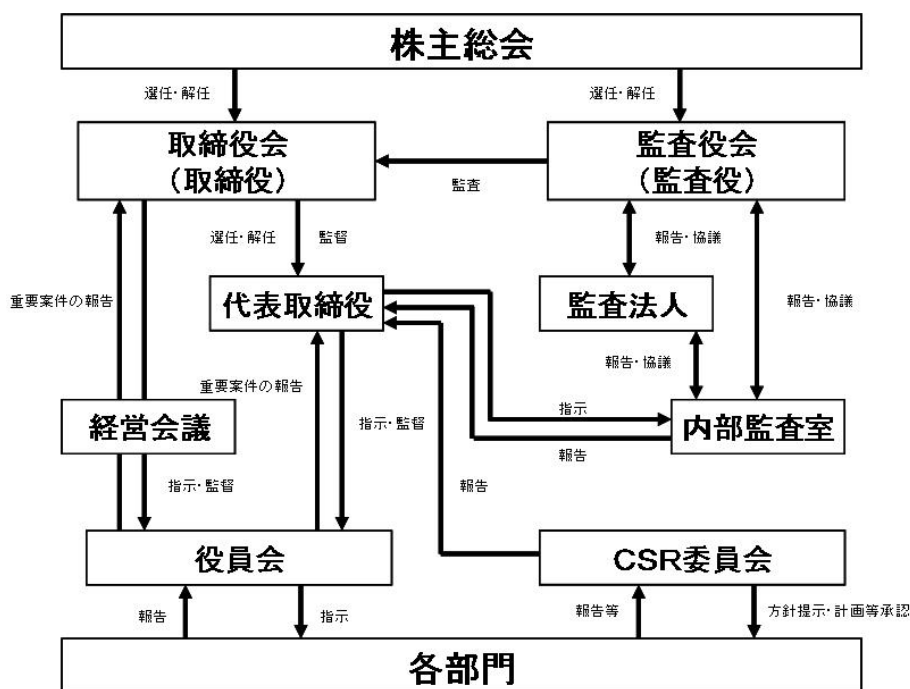 株主総会
選任・解任
選任・解任
取締役会
（取締役）
監査役会
（監査役）
監査
選任・解任
監督
報告・協議
重要案件の報告
代表取締役
監査法人
報告・協議
重要案件の報告
報告・協議
経営会議
指示・監督
指示
内部監査室
報告
指示・監督
報告
役員会
CSR委員会
報告
指示
報告等
方針提示・計画等承認
各部門